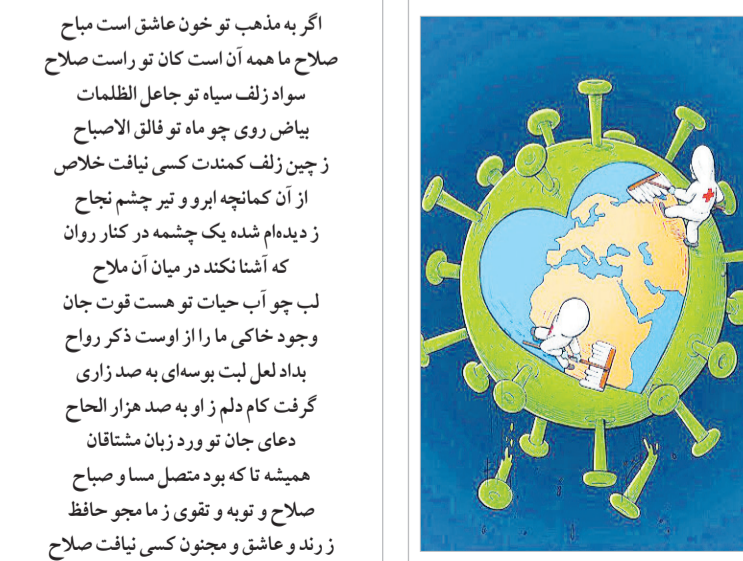 اگر به مذهب تو خون عاشق است مباح
صلاح ما همه آن است کان تو راست صلاح
سواد زلف سیاه تو جاعل الظلمات
بیاض روی چو ماه تو فالق الاصباح
ز چین زلف کمندت کسی نیافت خلاص
از آن کمانچه ابرو و تیر چشم نجاح
ز دیده‌ام شده یک چشمه در کنار روان
که آشنا نکند در میان آن ملاح
لب چو آب حیات تو هست قوت جان
وجود خاکی ما را از اوست ذکر رواح
بداد لعل لبت بوسه‌ای به صد زاری
گرفت کام دلم ز او به صد هزار الحاح
دعای جان تو ورد زبان مشتاقان
همیشه تا که بود متصل مسا و صباح
صلاح و توبه و تقوی ز ما مجو حافظ
ز رند و عاشق و مجنون کسی نیافت صلاح